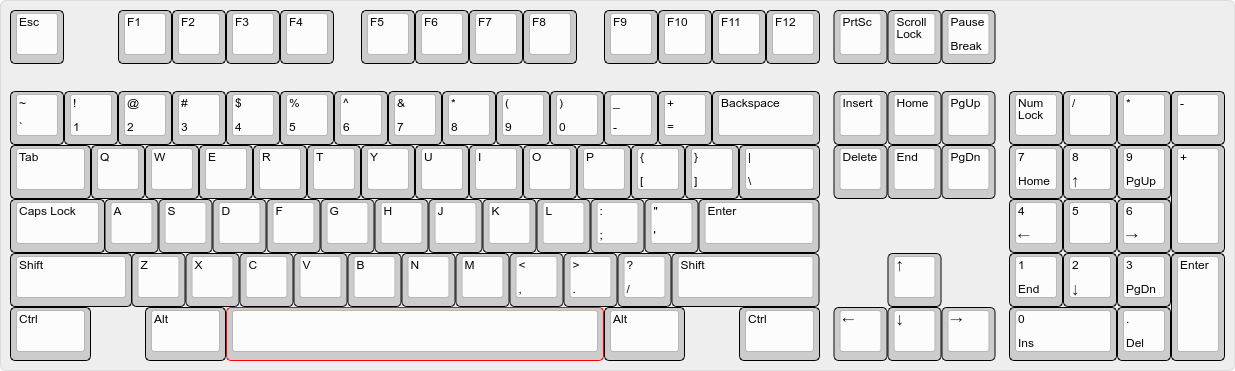 Esc F1 F2 F3 F4 F5 F6 F7 F8 F9 F10 F11 F12 PrtSc Scroll Pause
Lock
Break
~ ! @ # $ % ^ & * ( ) _ + Backspace Insert Home PgUp Num / * -
Lock
` 1 2 3 4 5 6 7 8 9 0 - =
Tab Q W E R T Y U I O P { } | Delete End PgDn 7 8 9 +
[ ] \ Home ↑ PgUp
Caps Lock A S D F G H J K L : " Enter 4 5 6
; ' ← →
Shift Z X C V B N M < > ? Shift ↑ 1 2 3 Enter
, . / End ↓ PgDn
Ctrl Alt Alt Ctrl ← ↓ → 0 .
Ins Del